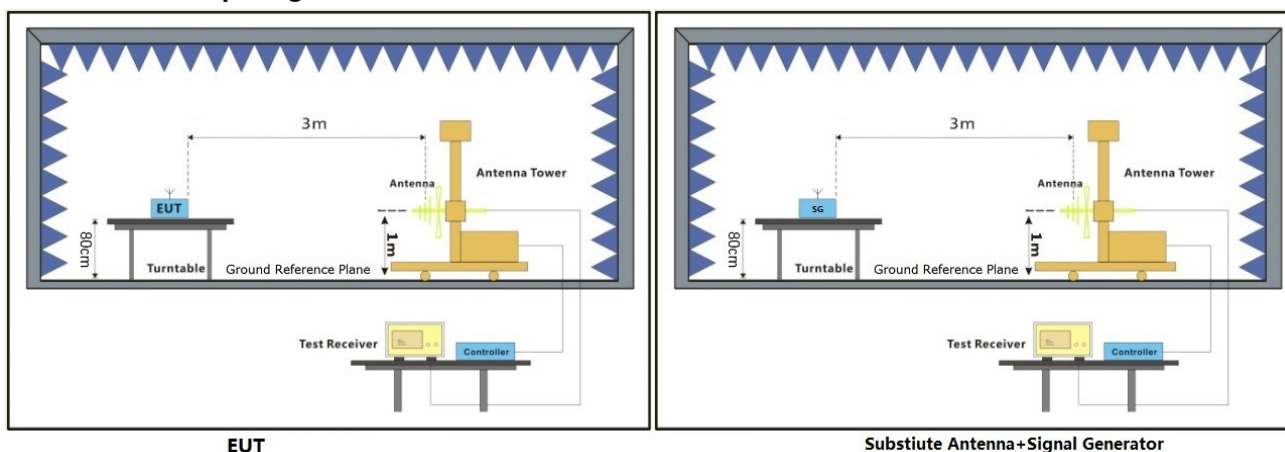 3m
Antenna Tower
Antenna
EUT
80cm
1m
Turntable
Ground Reference Plane
Test Receiver
Controller
EUT
3m
Antenna Tower
Antenna
SG
80cm
1m
Turntable
Ground Reference Plane
Test Receiver
Controller
Substiute Antenna+Signal Generator